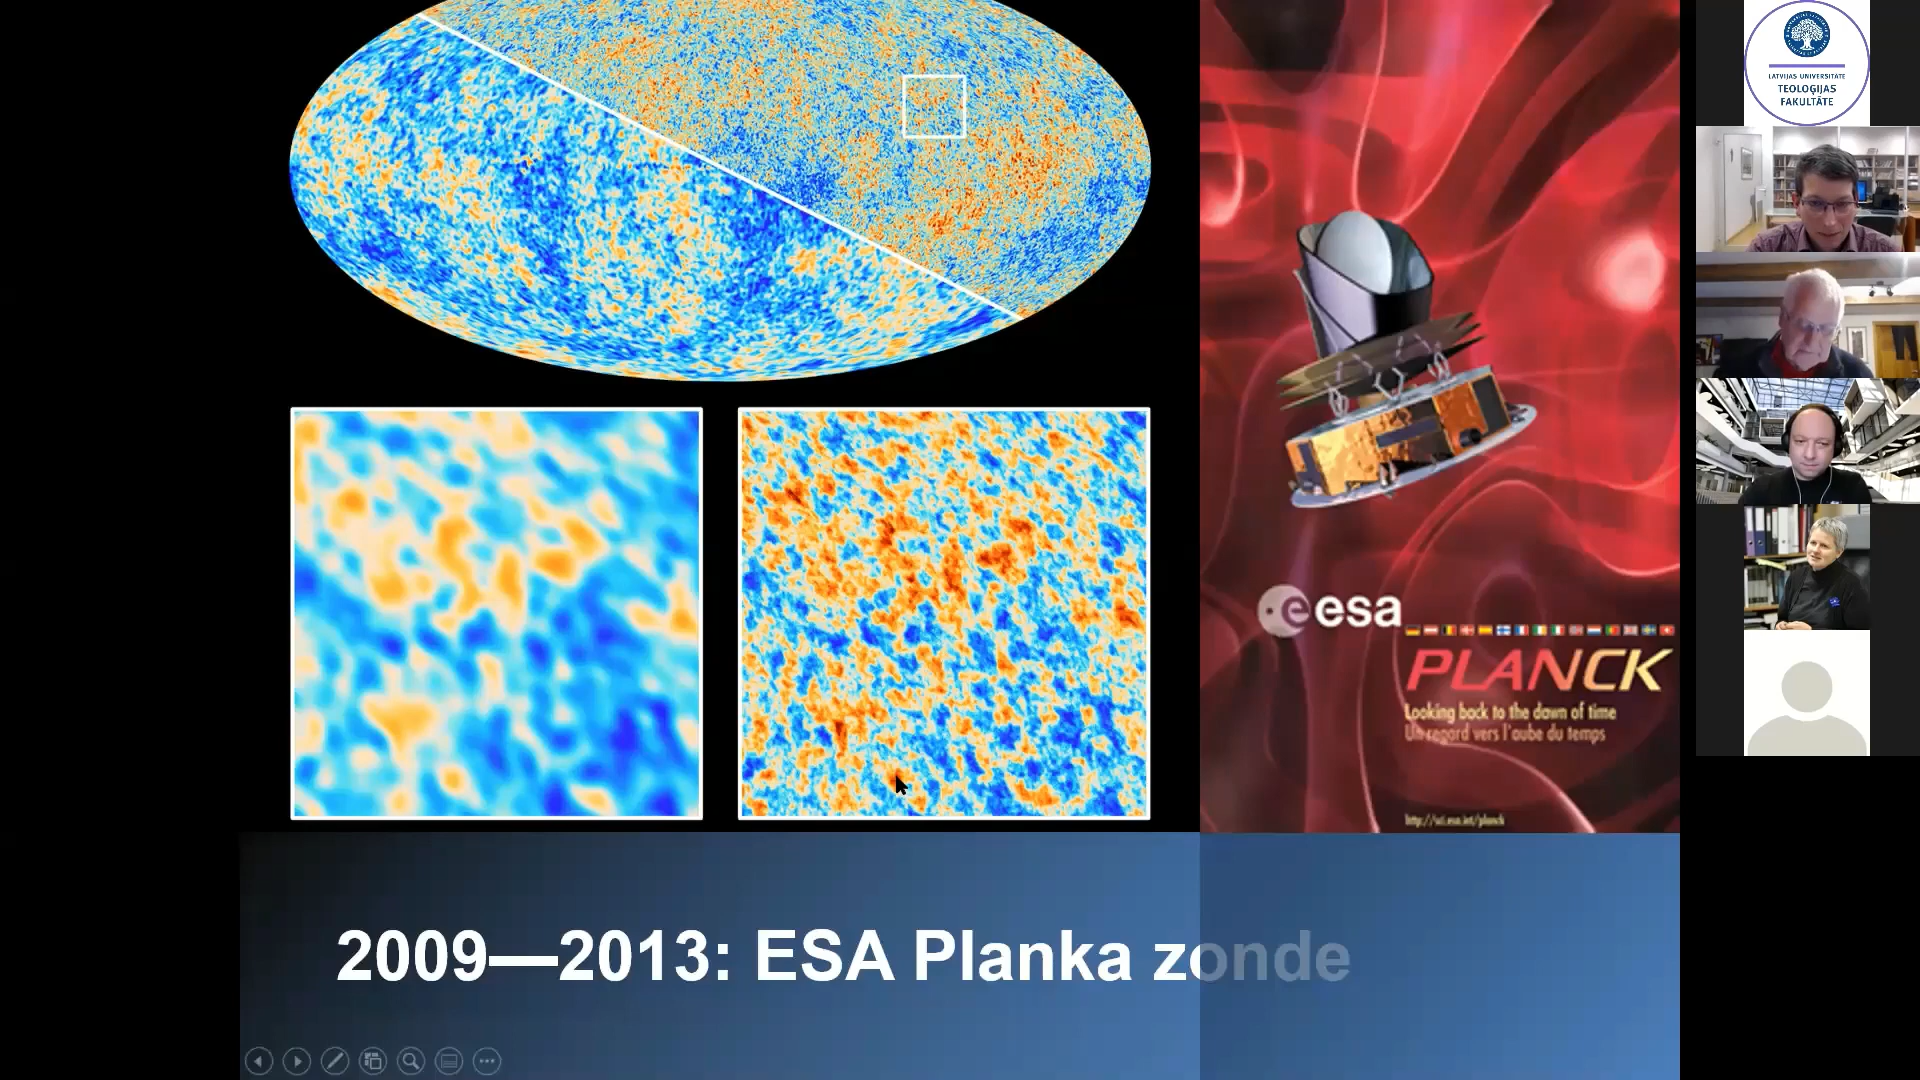 esa
PLANCK
Looking back to the dawn of time
Un regard vers l'aube du temps
http://sci.esa.int/planck
2009—2013: ESA Planka zonde
LATVIJAS UNIVERSITĀTE
TEOLOĢIJAS
FAKULTĀTE